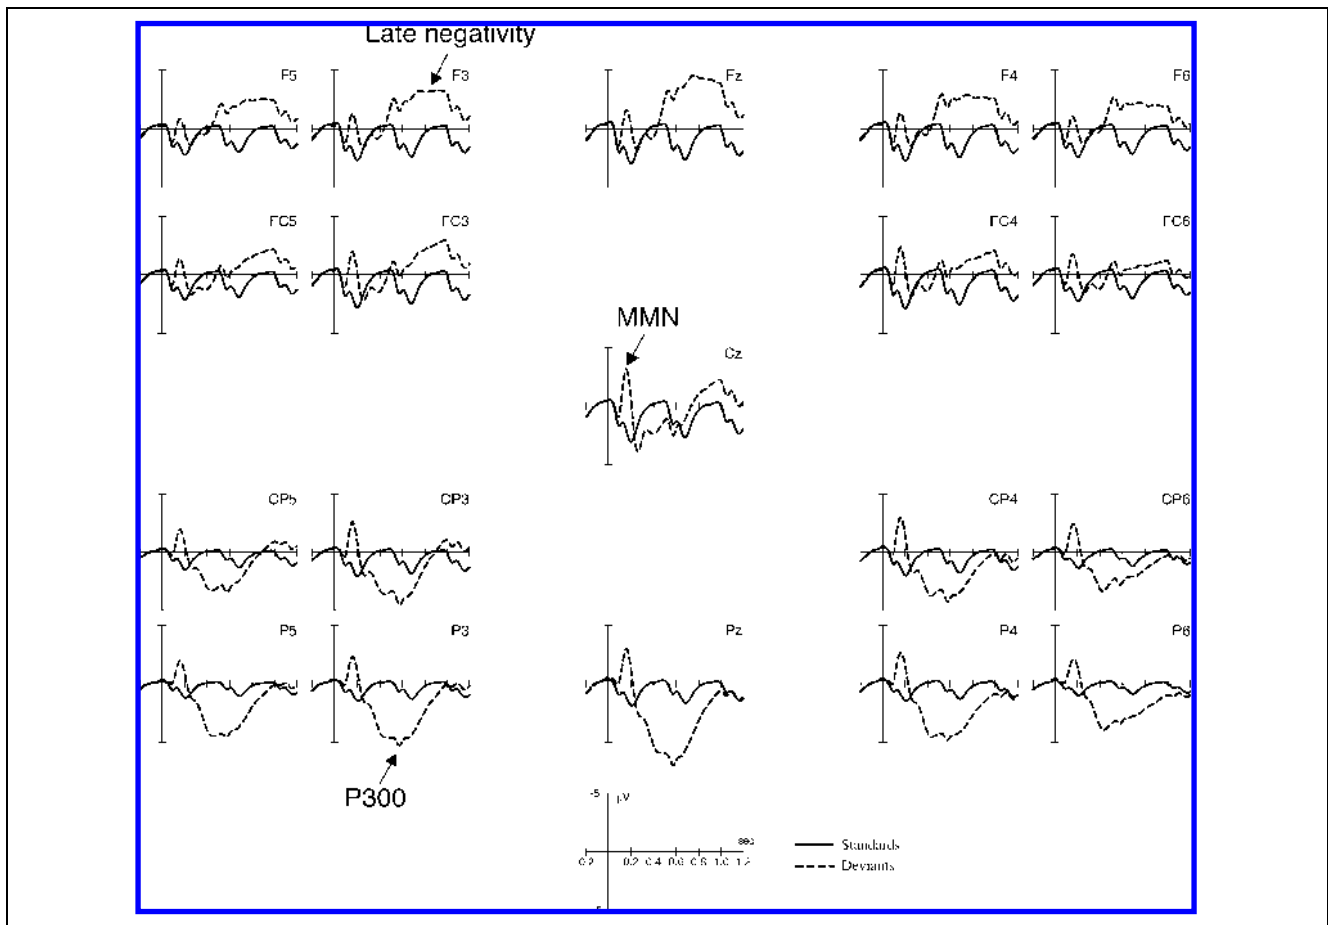 Late negativity
F5 F3 Fz F4 F6
FC5 FC3 FC4 FC6
MMN
Cz
CP5 CP3 CP4 CP6
P5 P3 Pz P4 P6
P300
-5 μV
sec
0.2 0.2 0.4 0.6 0.8 1.0 1.2
Standards
Deviants